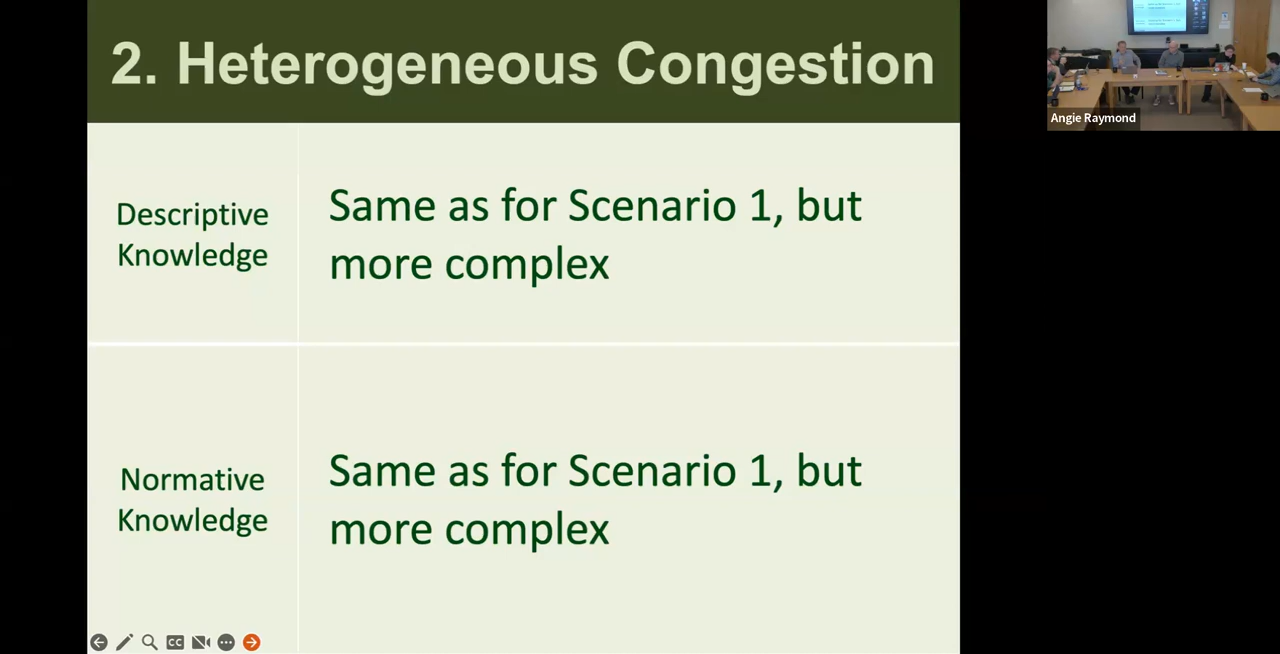 2. Heterogeneous Congestion
Descriptive
Knowledge
Same as for Scenario 1, but
more complex
Normative
Knowledge
Same as for Scenario 1, but
more complex
CC
Angie Raymond